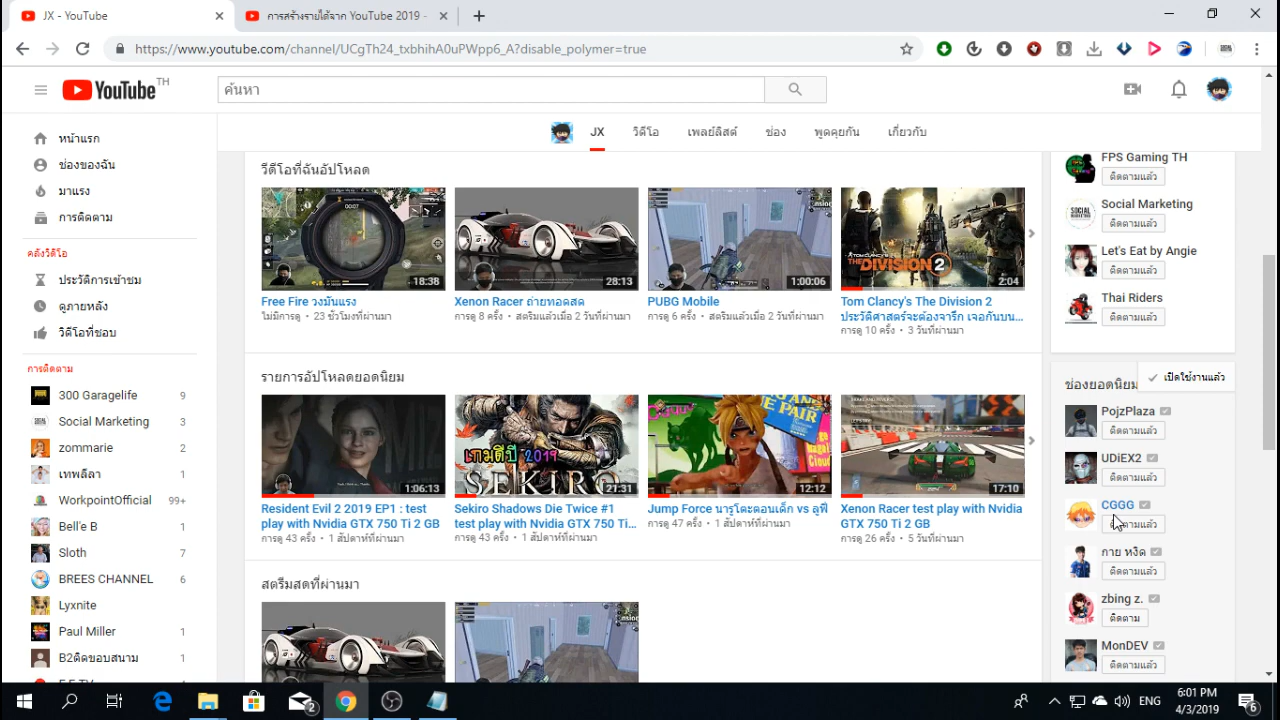 JX - YouTube
การสร้างรายได้จาก YouTube 2019 -
https://www.youtube.com/channel/UCgTh24_txbhihA0uPWpp6_A?disable_polymer=true
YouTube TH
ค้นหา
JX วิดีโอ เพลย์ลิสต์ ช่อง พูดคุยกัน เกี่ยวกับ
หน้าแรก
ช่องของฉัน
มาแรง
การติดตาม
คลังวิดีโอ
ประวัติการเข้าชม
ดูภายหลัง
วิดีโอที่ชอบ
การติดตาม
300 Garagelife 9
Social Marketing 3
zommarie 2
เทพลีลา 1
WorkpointOfficial 99+
Bell'e B 1
Sloth 7
BREES CHANNEL 6
Lyxnite
Paul Miller 1
B2ติดขอบสนาม 1
วีดีโอที่ฉันอัปโหลด
00:07
18:38
28:13
1:00:06
TOM CLANCY'S
THE DIVISION 2
2:04
Free Fire วงมันแรง
ไม่มีการดู • 23 ชั่วโมงที่ผ่านมา
Xenon Racer ถ่ายทอดสด
การดู 8 ครั้ง • สตรีมแล้วเมื่อ 2 วันที่ผ่านมา
PUBG Mobile
การดู 6 ครั้ง • สตรีมแล้วเมื่อ 2 วันที่ผ่านมา
Tom Clancy's The Division 2
ประวัติศาสตร์จะต้องจารึก เจอกันบน...
การดู 10 ครั้ง • 3 วันที่ผ่านมา
รายการอัปโหลดยอดนิยม
1:06:13
เกมดีปี 2019
SEKIRO
21:31
12:12
17:10
Resident Evil 2 2019 EP1 : test
play with Nvidia GTX 750 Ti 2 GB
การดู 43 ครั้ง • 1 สัปดาห์ที่ผ่านมา
Sekiro Shadows Die Twice #1
test play with Nvidia GTX 750 Ti...
การดู 43 ครั้ง • 1 สัปดาห์ที่ผ่านมา
Jump Force นารูโตะตอนเด็ก vs ลูฟี่
การดู 47 ครั้ง • 1 สัปดาห์ที่ผ่านมา
Xenon Racer test play with Nvidia
GTX 750 Ti 2 GB
การดู 26 ครั้ง • 5 วันที่ผ่านมา
สตรีมสดที่ผ่านมา
FPS Gaming TH
ติดตามแล้ว
Social Marketing
ติดตามแล้ว
Let's Eat by Angie
ติดตามแล้ว
Thai Riders
ติดตามแล้ว
ช่องยอดนิยม
เปิดใช้งานแล้ว
PojzPlaza
ติดตามแล้ว
UDiEX2
ติดตามแล้ว
CGGG
กาย หงิด
ติดตามแล้ว
zbing z.
ติดตาม
MonDEV
ติดตามแล้ว
2
ENG
6:01 PM
4/3/2019
6